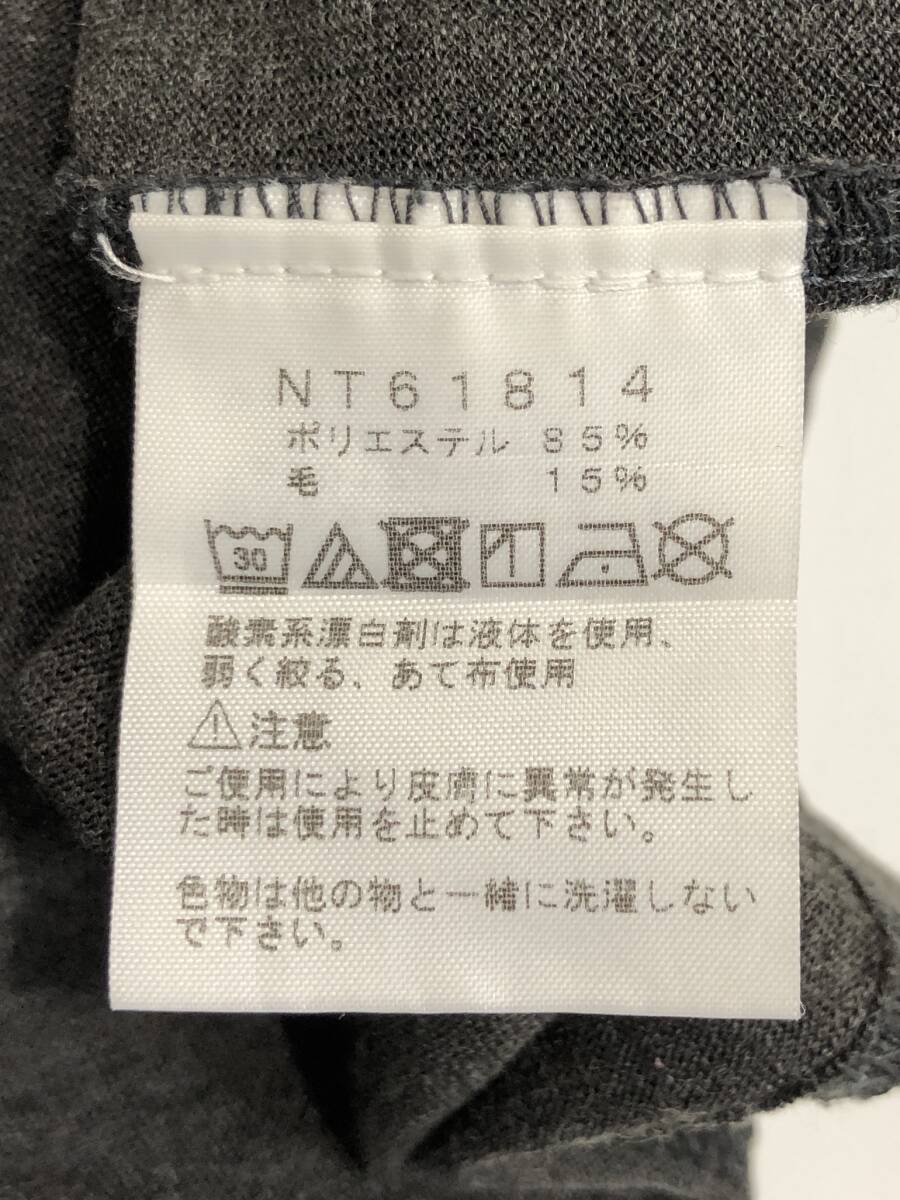 NT61814
ポリエステル 85%
毛 15%
30
酸素系漂白剤は液体を使用、
弱く絞る、あて布使用
注意
ご使用により皮膚に異常が発生し
た時は使用を止めて下さい。
色物は他の物と一緒に洗濯しない
で下さい。